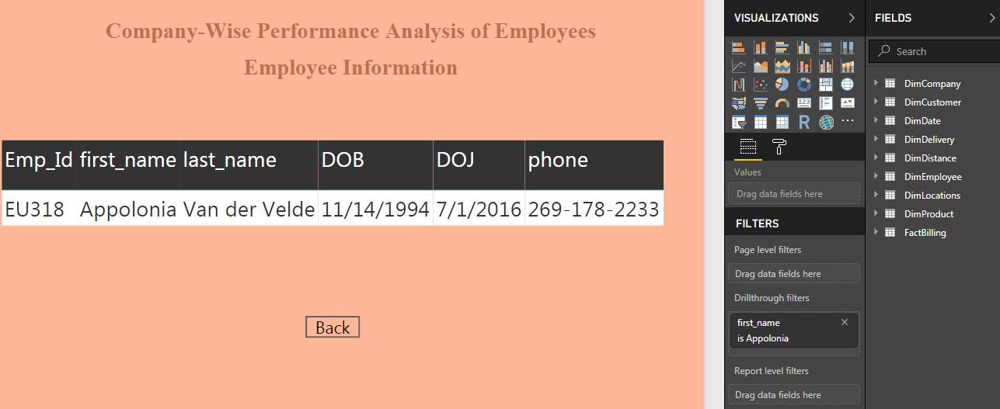 Company-Wise Performance Analysis of Employees
Employee Information
Emp_Id first_name last_name DOB DOJ phone
EU318 Appolonia Van der Velde 11/14/1994 7/1/2016 269-178-2233
Back
VISUALIZATIONS
123
R
Values
Drag data fields here
FILTERS
Page level filters
Drag data fields here
Drillthrough filters
first_name
is Appolonia
Report level filters
Drag data fields here
FIELDS
Search
DimCompany
DimCustomer
DimDate
DimDelivery
DimDistance
DimEmployee
DimLocations
DimProduct
FactBilling